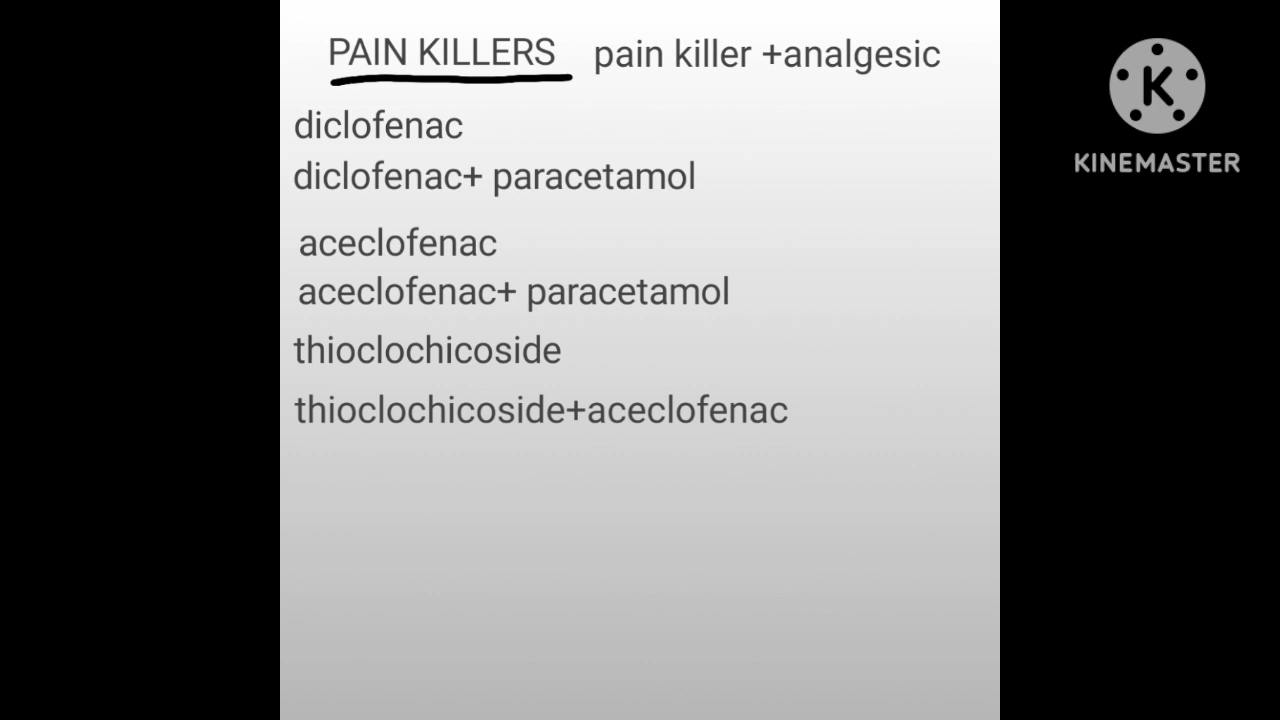 PAIN KILLERS pain killer +analgesic
diclofenac
diclofenac+ paracetamol
aceclofenac
aceclofenac+ paracetamol
thioclochicoside
thioclochicoside+aceclofenac
K
KINEMASTER